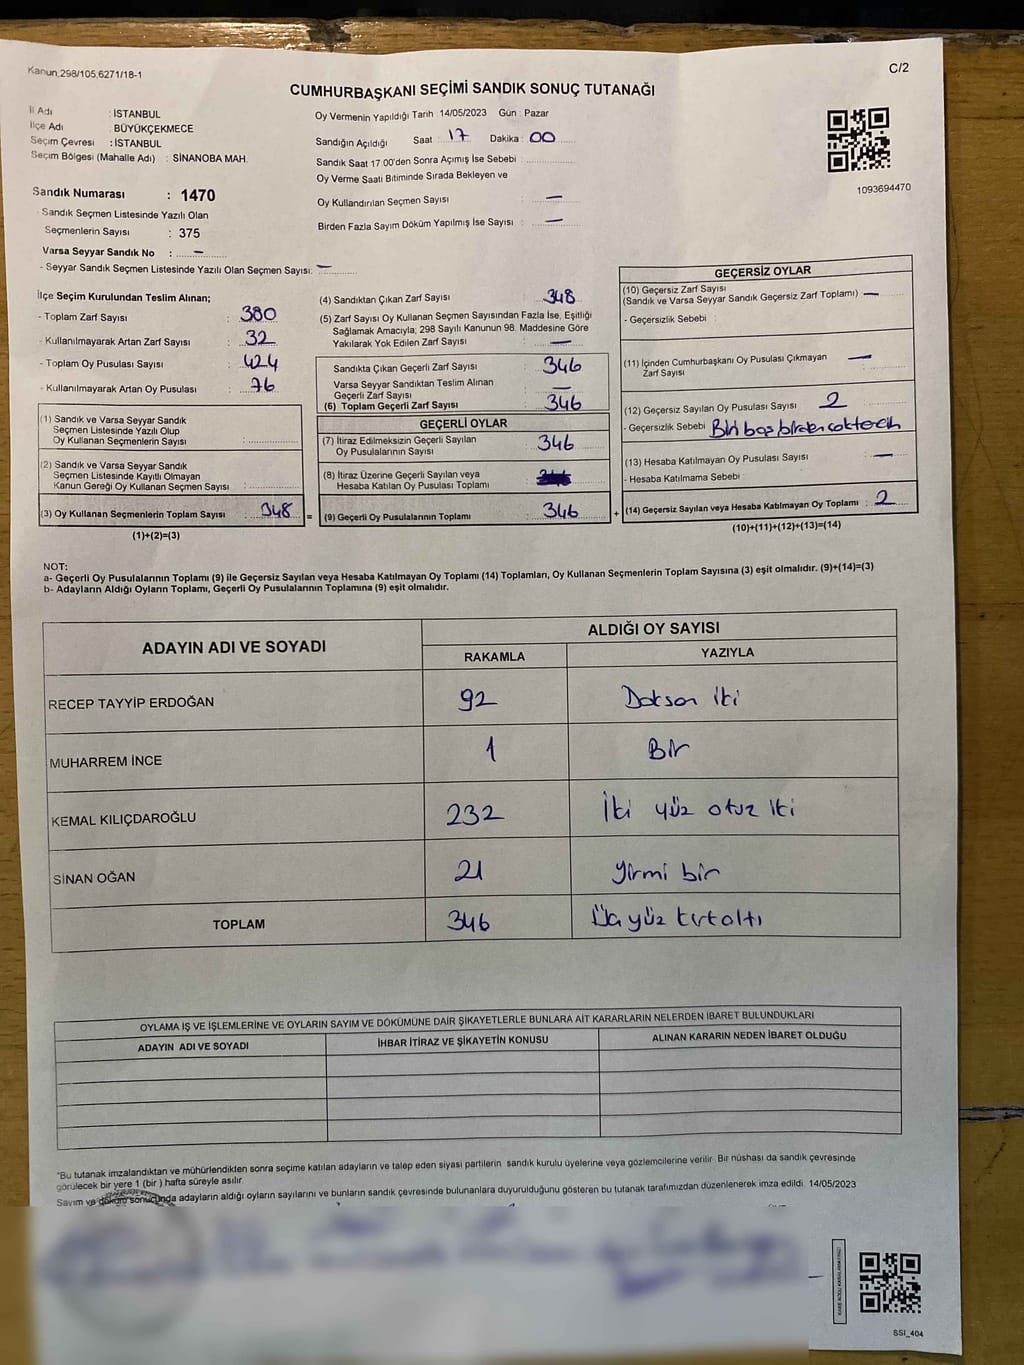 Kanun,298/105,6271/18-1
C/2
CUMHURBAŞKANI SEÇİMİ SANDIK SONUÇ TUTANAĞI
İl Adı : İSTANBUL
İlçe Adı : BÜYÜKÇEKMECE
Seçim Çevresi : İSTANBUL
Seçim Bölgesi (Mahalle Adı) : SİNANOBA MAH.
Sandık Numarası : 1470
Sandık Seçmen Listesinde Yazılı Olan
Seçmenlerin Sayısı : 375
Varsa Seyyar Sandık No : —
- Seyyar Sandık Seçmen Listesinde Yazılı Olan Seçmen Sayısı: —
Oy Vermenin Yapıldığı Tarih :14/05/2023 Gün : Pazar
Sandığın Açıldığı Saat : 17 Dakika : 00
Sandık Saat 17.00'den Sonra Açımış İse Sebebi :
Oy Verme Saati Bitiminde Sırada Bekleyen ve
Oy Kullandırılan Seçmen Sayısı : —
Birden Fazla Sayım Döküm Yapılmış İse Sayısı : —
1093694470
İlçe Seçim Kurulundan Teslim Alınan;
- Toplam Zarf Sayısı : 380
- Kullanılmayarak Artan Zarf Sayısı : 32
- Toplam Oy Pusulası Sayısı : 424
- Kullanılmayarak Artan Oy Pusulası : 76
(1) Sandık ve Varsa Seyyar Sandık
Seçmen Listesinde Yazılı Olup
Oy Kullanan Seçmenlerin Sayısı :
(2) Sandık ve Varsa Seyyar Sandık
Seçmen Listesinde Kayıtlı Olmayan
Kanun Gereği Oy Kullanan Seçmen Sayısı :
(3) Oy Kullanan Seçmenlerin Toplam Sayısı : 348 =
(1)+(2)=(3)
(4) Sandıktan Çıkan Zarf Sayısı : 348
(5) Zarf Sayısı Oy Kullanan Seçmen Sayısından Fazla İse, Eşitliği
Sağlamak Amacıyla; 298 Sayılı Kanunun 98. Maddesine Göre
Yakılarak Yok Edilen Zarf Sayısı : —
Sandıkta Çıkan Geçerli Zarf Sayısı : 346
Varsa Seyyar Sandıktan Teslim Alınan
Geçerli Zarf Sayısı : —
(6) Toplam Geçerli Zarf Sayısı : 346
GEÇERLİ OYLAR
(7) İtiraz Edilmeksizin Geçerli Sayılan
Oy Pusulalarının Sayısı : 346
(8) İtiraz Üzerine Geçerli Sayılan veya
Hesaba Katılan Oy Pusulası Toplamı :
(9) Geçerli Oy Pusulalarının Toplamı : 346 +
GEÇERSİZ OYLAR
(10) Geçersiz Zarf Sayısı
(Sandık ve Varsa Seyyar Sandık Geçersiz Zarf Toplamı) : —
- Geçersizlik Sebebi :
(11) İçinden Cumhurbaşkanı Oy Pusulası Çıkmayan
Zarf Sayısı : —
(12) Geçersiz Sayılan Oy Pusulası Sayısı : 2
- Geçersizlik Sebebi : Biri boş
(13) Hesaba Katılmayan Oy Pusulası Sayısı : —
- Hesaba Katılmama Sebebi :
(14) Geçersiz Sayılan veya Hesaba Katılmayan Oy Toplamı : 2
(10)+(11)+(12)+(13)=(14)
NOT:
a- Geçerli Oy Pusulalarının Toplamı (9) ile Geçersiz Sayılan veya Hesaba Katılmayan Oy Toplamı (14) Toplamları, Oy Kullanan Seçmenlerin Toplam Sayısına (3) eşit olmalıdır. (9)+(14)=(3)
b- Adayların Aldığı Oyların Toplamı, Geçerli Oy Pusulalarının Toplamına (9) eşit olmalıdır.
ADAYIN ADI VE SOYADI
ALDIĞI OY SAYISI
RAKAMLA YAZIYLA
RECEP TAYYİP ERDOĞAN 92 Doksan iki
MUHARREM İNCE 1 Bir
KEMAL KILIÇDAROĞLU 232 İki yüz otuz iki
SİNAN OĞAN 21 Yirmi bir
TOPLAM 346 Üç yüz kırk altı
OYLAMA İŞ VE İŞLEMLERİNE VE OYLARIN SAYIM VE DÖKÜMÜNE DAİR ŞİKAYETLERLE BUNLARA AİT KARARLARIN NELERDEN İBARET BULUNDUKLARI
ADAYIN ADI VE SOYADI İHBAR İTİRAZ VE ŞİKAYETİN KONUSU ALINAN KARARIN NEDEN İBARET OLDUĞU
"Bu tutanak imzalandıktan ve mühürlendikten sonra seçime katılan adayların ve talep eden siyasi partilerin sandık kurulu üyelerine veya gözlemcilerine verilir. Bir nüshası da sandık çevresinde
görülecek bir yere 1 (bir ) hafta süreyle asılır.
Sayım ve dökümü sonucunda adayların aldığı oyların sayılarını ve bunların sandık çevresinde bulunanlara duyurulduğunu gösteren bu tutanak tarafımızdan düzenlenerek imza edildi. 14/05/2023
SSİ_404